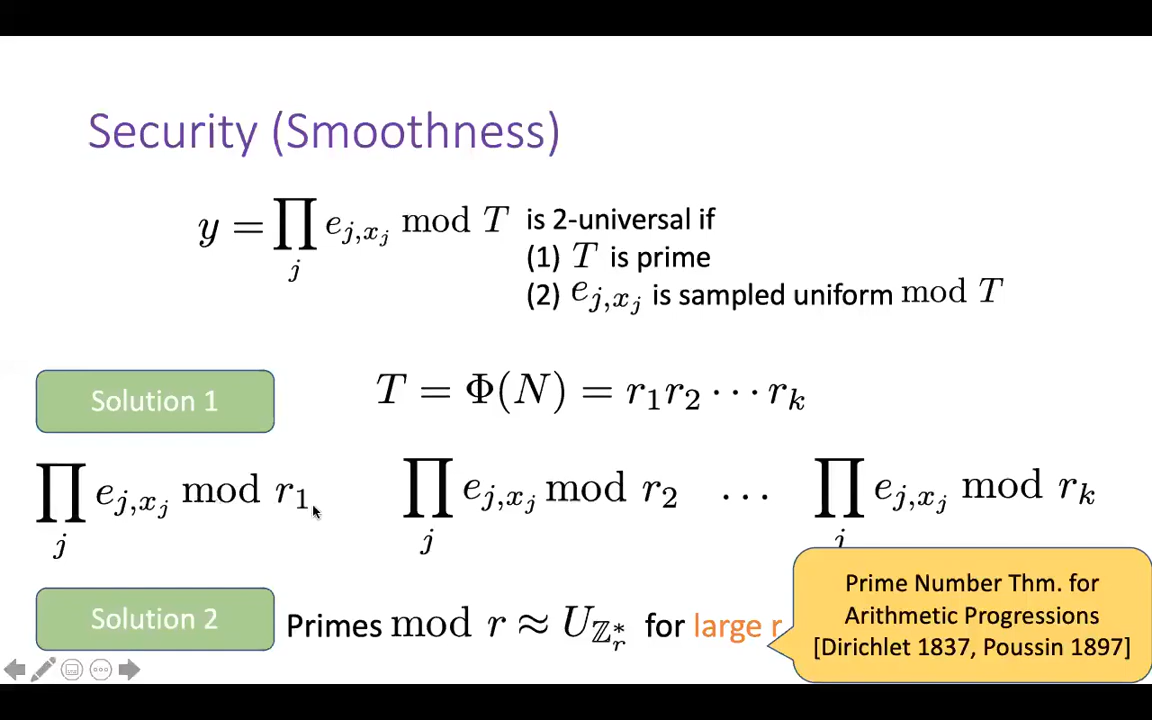 Security (Smoothness)
y = ∏_j e_{j,x_j} mod T is 2-universal if
(1) T is prime
(2) e_{j,x_j} is sampled uniform mod T
Solution 1
T = Φ(N) = r_1 r_2 ⋯ r_k
∏_j e_{j,x_j} mod r_1 ∏_j e_{j,x_j} mod r_2 … ∏_j e_{j,x_j} mod r_k
Solution 2
Primes mod r ≈ U_{ℤ_r^*} for large r
Prime Number Thm. for
Arithmetic Progressions
[Dirichlet 1837, Poussin 1897]